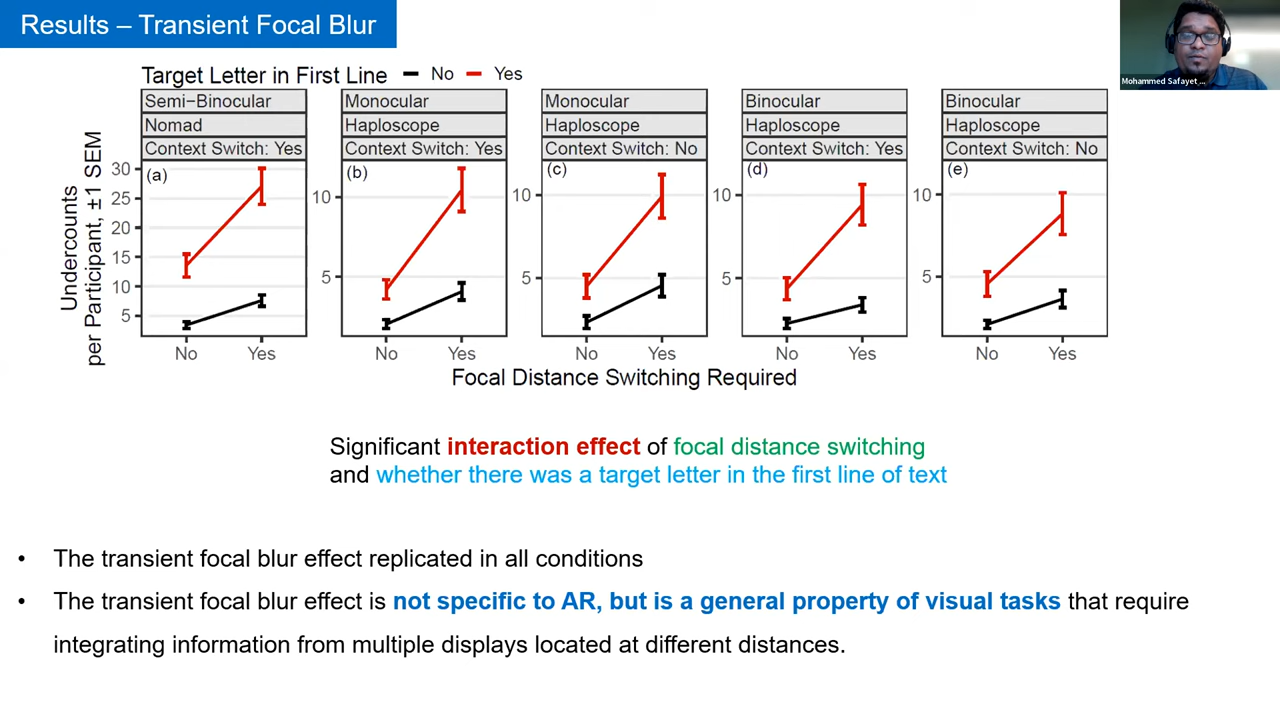 Results – Transient Focal Blur
Mohammed Safayet ...
Target Letter in First Line No Yes
Semi−Binocular
Nomad
Context Switch: Yes
Monocular
Haploscope
Context Switch: Yes
Monocular
Haploscope
Context Switch: No
Binocular
Haploscope
Context Switch: Yes
Binocular
Haploscope
Context Switch: No
Undercounts
per Participant, ±1 SEM
(a)
30
25
20
15
10
5
No Yes
(b)
10
5
No Yes
(c)
10
5
No Yes
(d)
10
5
No Yes
(e)
10
5
No Yes
Focal Distance Switching Required
Significant interaction effect of focal distance switching
and whether there was a target letter in the first line of text
• The transient focal blur effect replicated in all conditions
• The transient focal blur effect is not specific to AR, but is a general property of visual tasks that require
integrating information from multiple displays located at different distances.